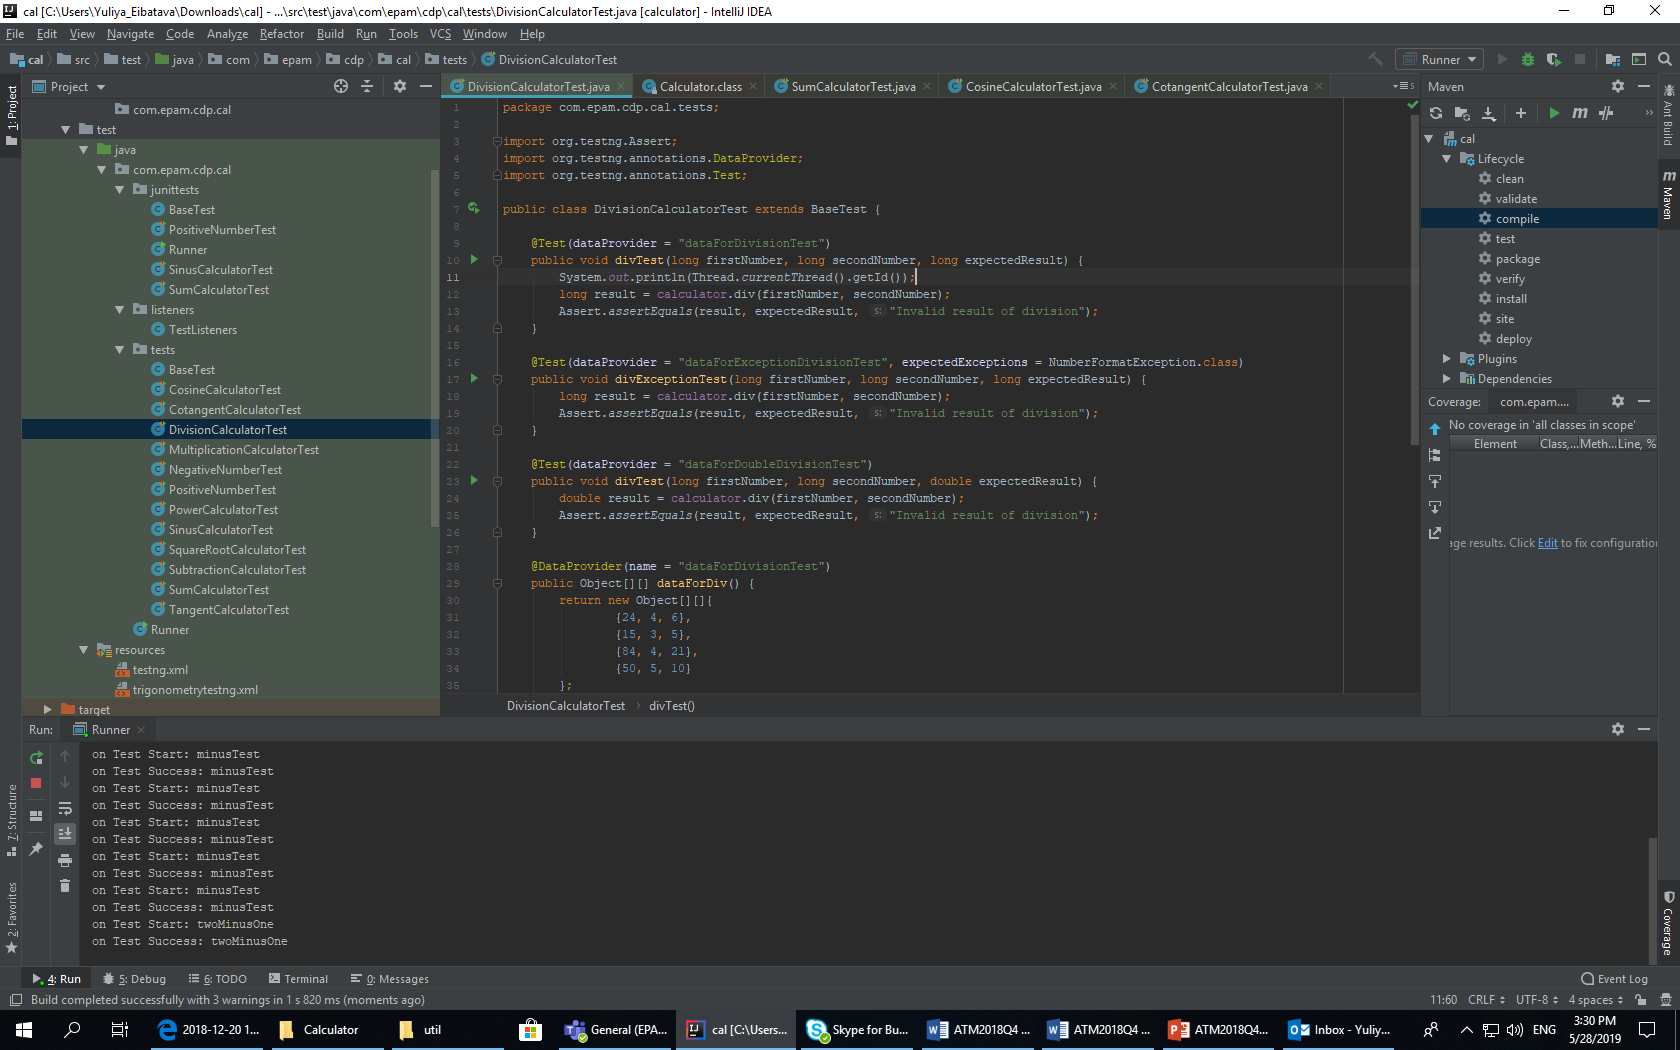 cal [C:\Users\Yuliya_Eibatava\Downloads\cal] - ...\src\test\java\com\epam\cdp\cal\tests\DivisionCalculatorTest.java [calculator] - IntelliJ IDEA
File Edit View Navigate Code Analyze Refactor Build Run Tools VCS Window Help
cal src test java com epam cdp cal tests DivisionCalculatorTest Runner
1: Project
Project
com.epam.cdp.cal
test
java
com.epam.cdp.cal
junittests
BaseTest
PositiveNumberTest
Runner
SinusCalculatorTest
SumCalculatorTest
listeners
TestListeners
tests
BaseTest
CosineCalculatorTest
CotangentCalculatorTest
DivisionCalculatorTest
MultiplicationCalculatorTest
NegativeNumberTest
PositiveNumberTest
PowerCalculatorTest
SinusCalculatorTest
SquareRootCalculatorTest
SubtractionCalculatorTest
SumCalculatorTest
TangentCalculatorTest
Runner
resources
testng.xml
trigonometrytestng.xml
target
DivisionCalculatorTest.java Calculator.class SumCalculatorTest.java CosineCalculatorTest.java CotangentCalculatorTest.java
1 package com.epam.cdp.cal.tests;
2
3 import org.testng.Assert;
4 import org.testng.annotations.DataProvider;
5 import org.testng.annotations.Test;
6
7 public class DivisionCalculatorTest extends BaseTest {
8
9 @Test(dataProvider = "dataForDivisionTest")
10 public void divTest(long firstNumber, long secondNumber, long expectedResult) {
11 System.out.println(Thread.currentThread().getId());
12 long result = calculator.div(firstNumber, secondNumber);
13 Assert.assertEquals(result, expectedResult, s: "Invalid result of division");
14 }
15
16 @Test(dataProvider = "dataForExceptionDivisionTest", expectedExceptions = NumberFormatException.class)
17 public void divExceptionTest(long firstNumber, long secondNumber, long expectedResult) {
18 long result = calculator.div(firstNumber, secondNumber);
19 Assert.assertEquals(result, expectedResult, s: "Invalid result of division");
20 }
21
22 @Test(dataProvider = "dataForDoubleDivisionTest")
23 public void divTest(long firstNumber, long secondNumber, double expectedResult) {
24 double result = calculator.div(firstNumber, secondNumber);
25 Assert.assertEquals(result, expectedResult, s: "Invalid result of division");
26 }
27
28 @DataProvider(name = "dataForDivisionTest")
29 public Object[][] dataForDiv() {
30 return new Object[][]{
31 {24, 4, 6},
32 {15, 3, 5},
33 {84, 4, 21},
34 {50, 5, 10}
35 };
DivisionCalculatorTest divTest()
Maven
cal
Lifecycle
clean
validate
compile
test
package
verify
install
site
deploy
Plugins
Dependencies
Coverage: com.epam....
No coverage in 'all classes in scope'
Element Class,... Meth... Line, %
age results. Click Edit to fix configuration
Ant Build
Maven
Coverage
Run: Runner
on Test Start: minusTest
on Test Success: minusTest
on Test Start: minusTest
on Test Success: minusTest
on Test Start: minusTest
on Test Success: minusTest
on Test Start: minusTest
on Test Success: minusTest
on Test Start: minusTest
on Test Success: minusTest
on Test Start: twoMinusOne
on Test Success: twoMinusOne
7: Structure
2: Favorites
4: Run 5: Debug 6: TODO Terminal 0: Messages Event Log
Build completed successfully with 3 warnings in 1 s 820 ms (moments ago) 11:60 CRLF UTF-8 4 spaces
2018-12-20 1... Calculator util General (EPA... cal [C:\Users... Skype for Bu... ATM2018Q4 ... ATM2018Q4 ... ATM2018Q4... Inbox - Yuliy... ENG 3:30 PM
5/28/2019